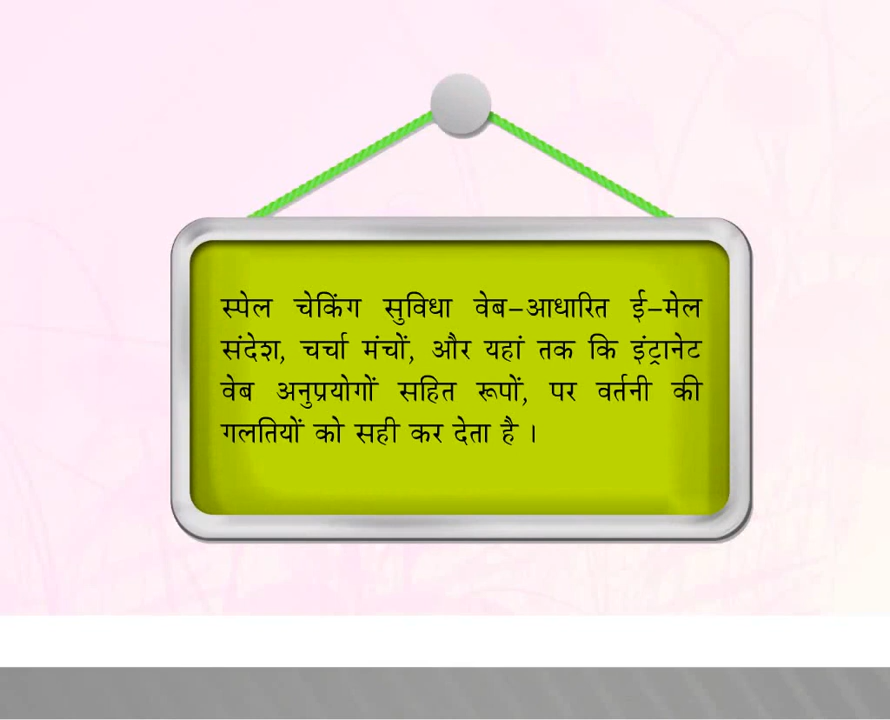 स्पेल चेकिंग सुविधा वेब–आधारित ई–मेल
संदेश, चर्चा मंचों, और यहां तक कि इंट्रानेट
वेब अनुप्रयोगों सहित रूपों, पर वर्तनी की
गलतियों को सही कर देता है ।